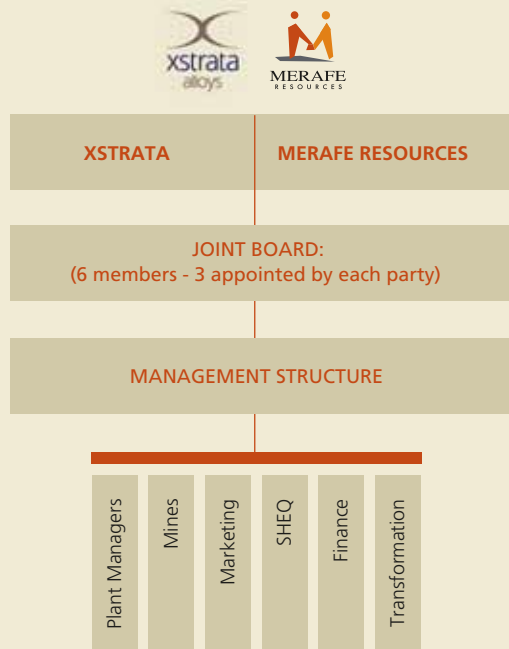 xstrata
alloys
MERAFE
RESOURCES
XSTRATA
MERAFE RESOURCES
JOINT BOARD:
(6 members - 3 appointed by each party)
MANAGEMENT STRUCTURE
Plant Managers
Mines
Marketing
SHEQ
Finance
Transformation